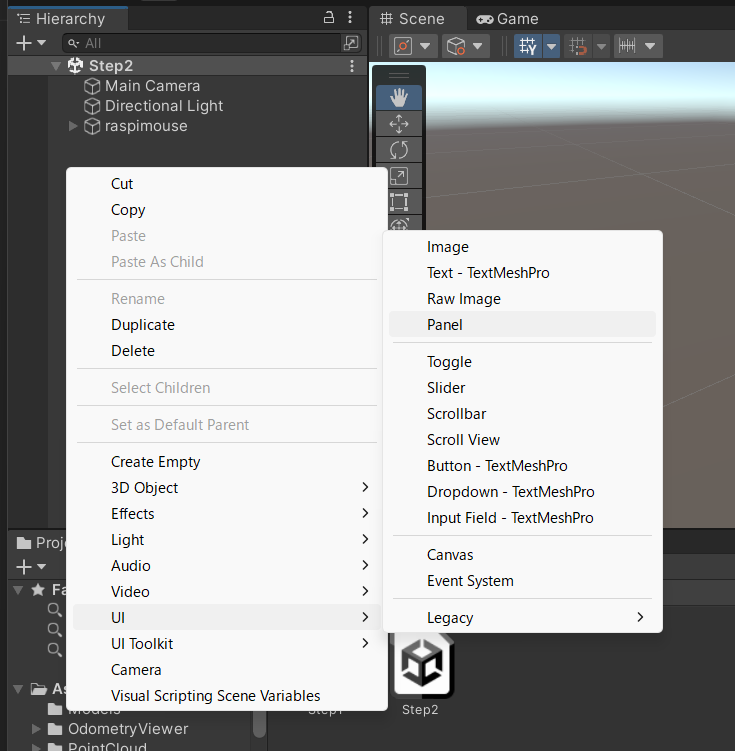 Hierarchy
Scene
Game
All
Step2
Main Camera
Directional Light
raspimouse
Cut
Copy
Paste
Paste As Child
Rename
Duplicate
Delete
Select Children
Set as Default Parent
Create Empty
3D Object
Effects
Light
Audio
Video
UI
UI Toolkit
Camera
Visual Scripting Scene Variables
Image
Text - TextMeshPro
Raw Image
Panel
Toggle
Slider
Scrollbar
Scroll View
Button - TextMeshPro
Dropdown - TextMeshPro
Input Field - TextMeshPro
Canvas
Event System
Legacy
Proj
Fa
As
Models
OdometryViewer
PointCloud
Step1
Step2